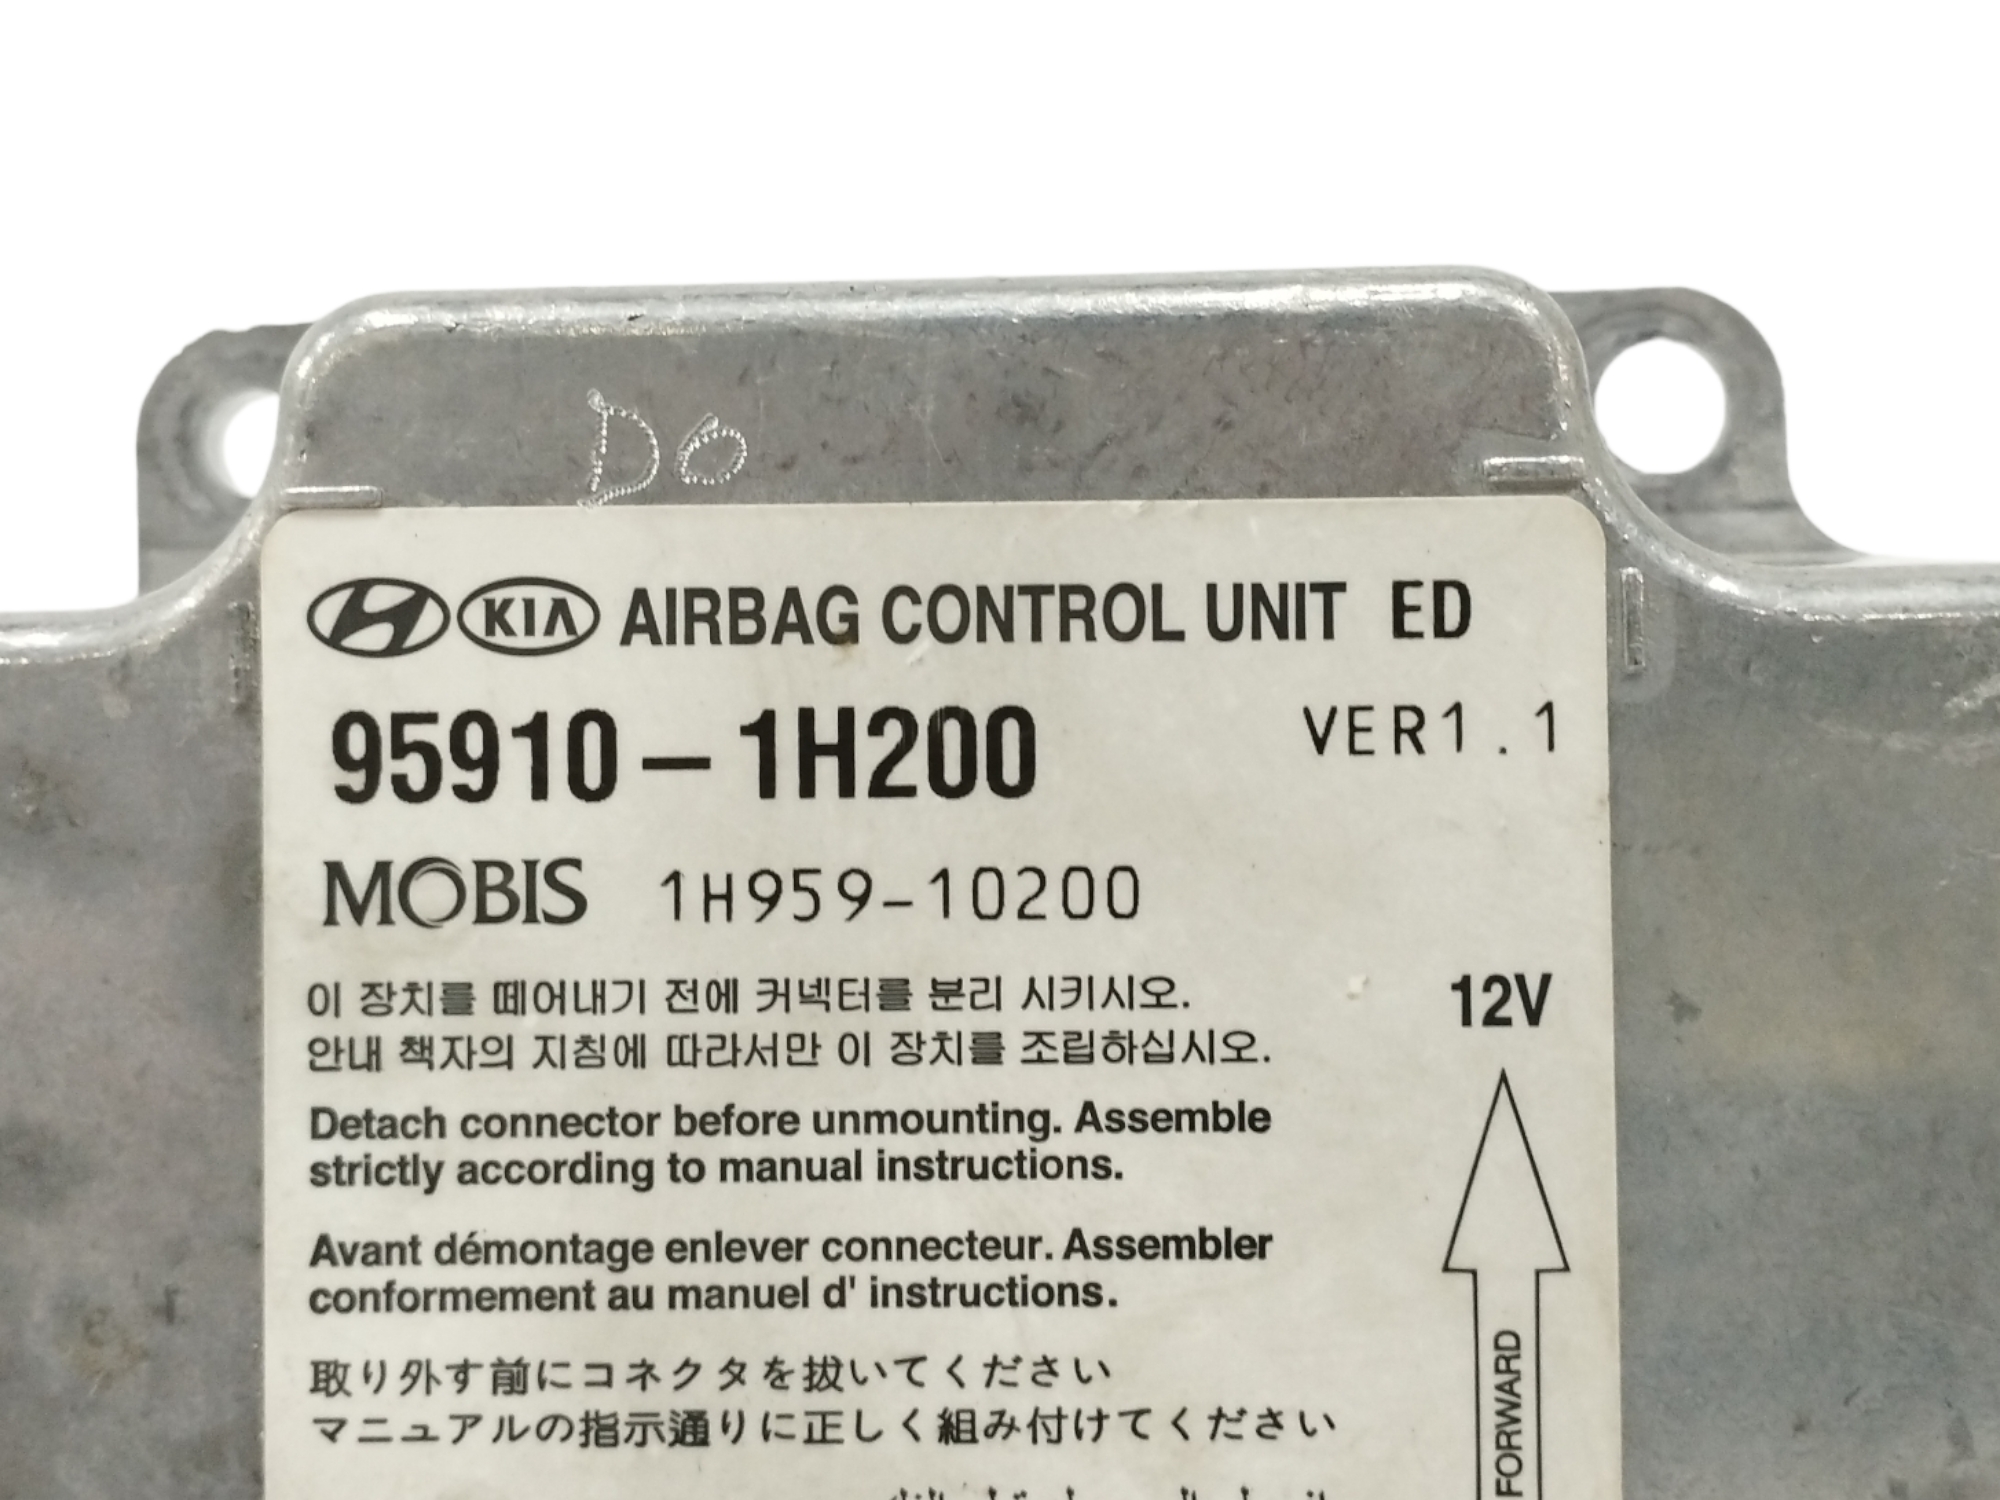 DO
KIA AIRBAG CONTROL UNIT ED
95910-1H200 VER1.1
MOBIS 1H959-10200
이 장치를 떼어내기 전에 커넥터를 분리 시키시오.
안내 책자의 지침에 따라서만 이 장치를 조립하십시오.
12V
Detach connector before unmounting. Assemble
strictly according to manual instructions.
Avant démontage enlever connecteur. Assembler
conformement au manuel d' instructions.
取り外す前にコネクタを抜いてください
マニュアルの指示通りに正しく組み付けてください
FORWARD